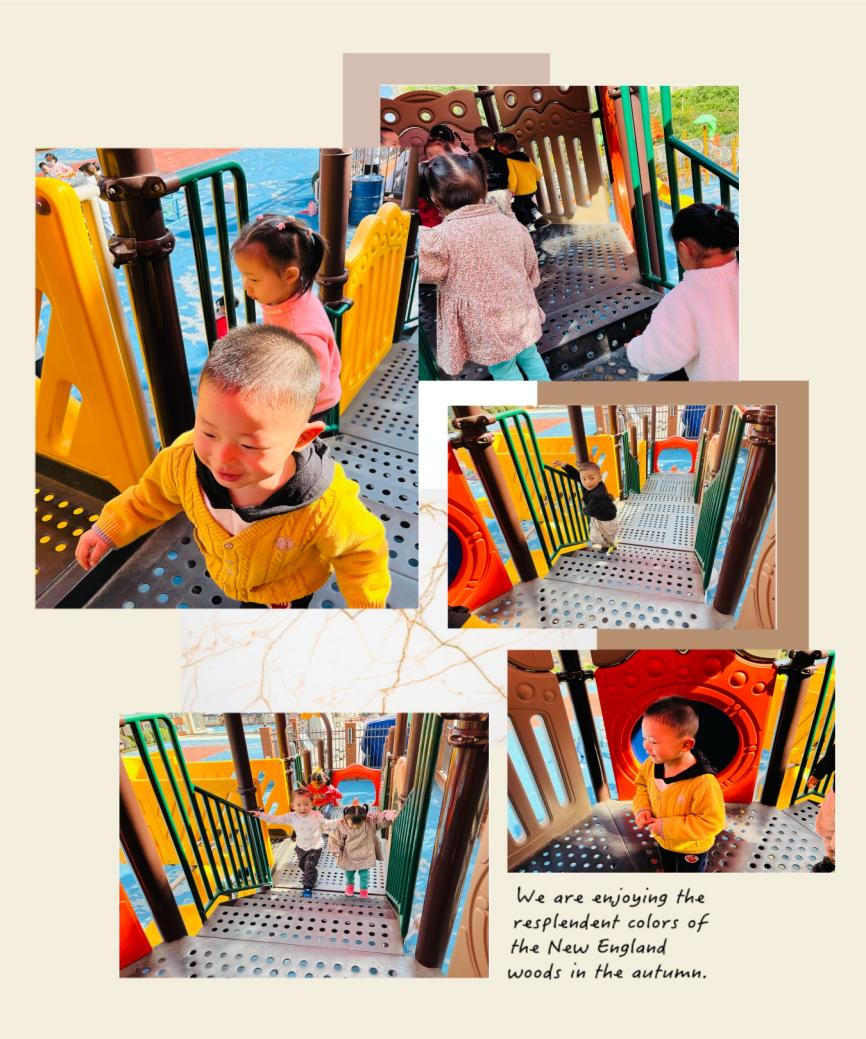 We are enjoying the
resplendent colors of
the New England
woods in the autumn.